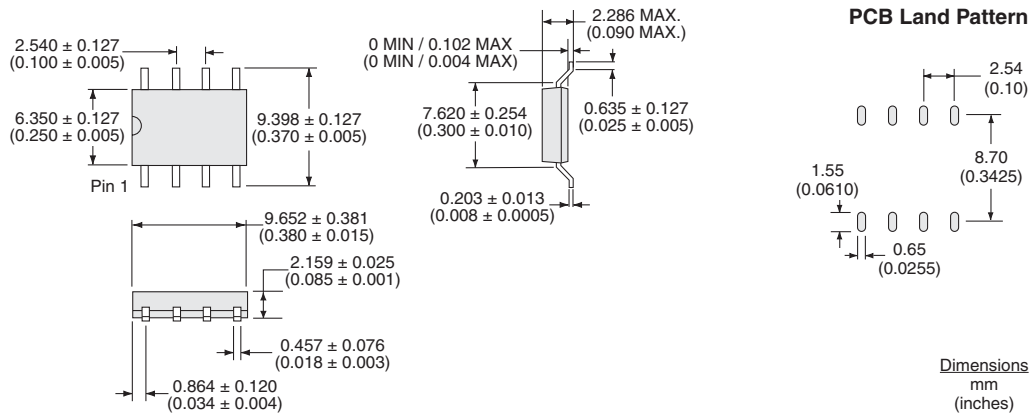 2.540 ± 0.127
(0.100 ± 0.005)
6.350 ± 0.127
(0.250 ± 0.005)
Pin 1
9.398 ± 0.127
(0.370 ± 0.005)
9.652 ± 0.381
(0.380 ± 0.015)
2.159 ± 0.025
(0.085 ± 0.001)
0.457 ± 0.076
(0.018 ± 0.003)
0.864 ± 0.120
(0.034 ± 0.004)
2.286 MAX.
(0.090 MAX.)
0 MIN / 0.102 MAX
(0 MIN / 0.004 MAX)
7.620 ± 0.254
(0.300 ± 0.010)
0.635 ± 0.127
(0.025 ± 0.005)
0.203 ± 0.013
(0.008 ± 0.0005)
PCB Land Pattern
2.54
(0.10)
8.70
(0.3425)
1.55
(0.0610)
0.65
(0.0255)
Dimensions
mm
(inches)